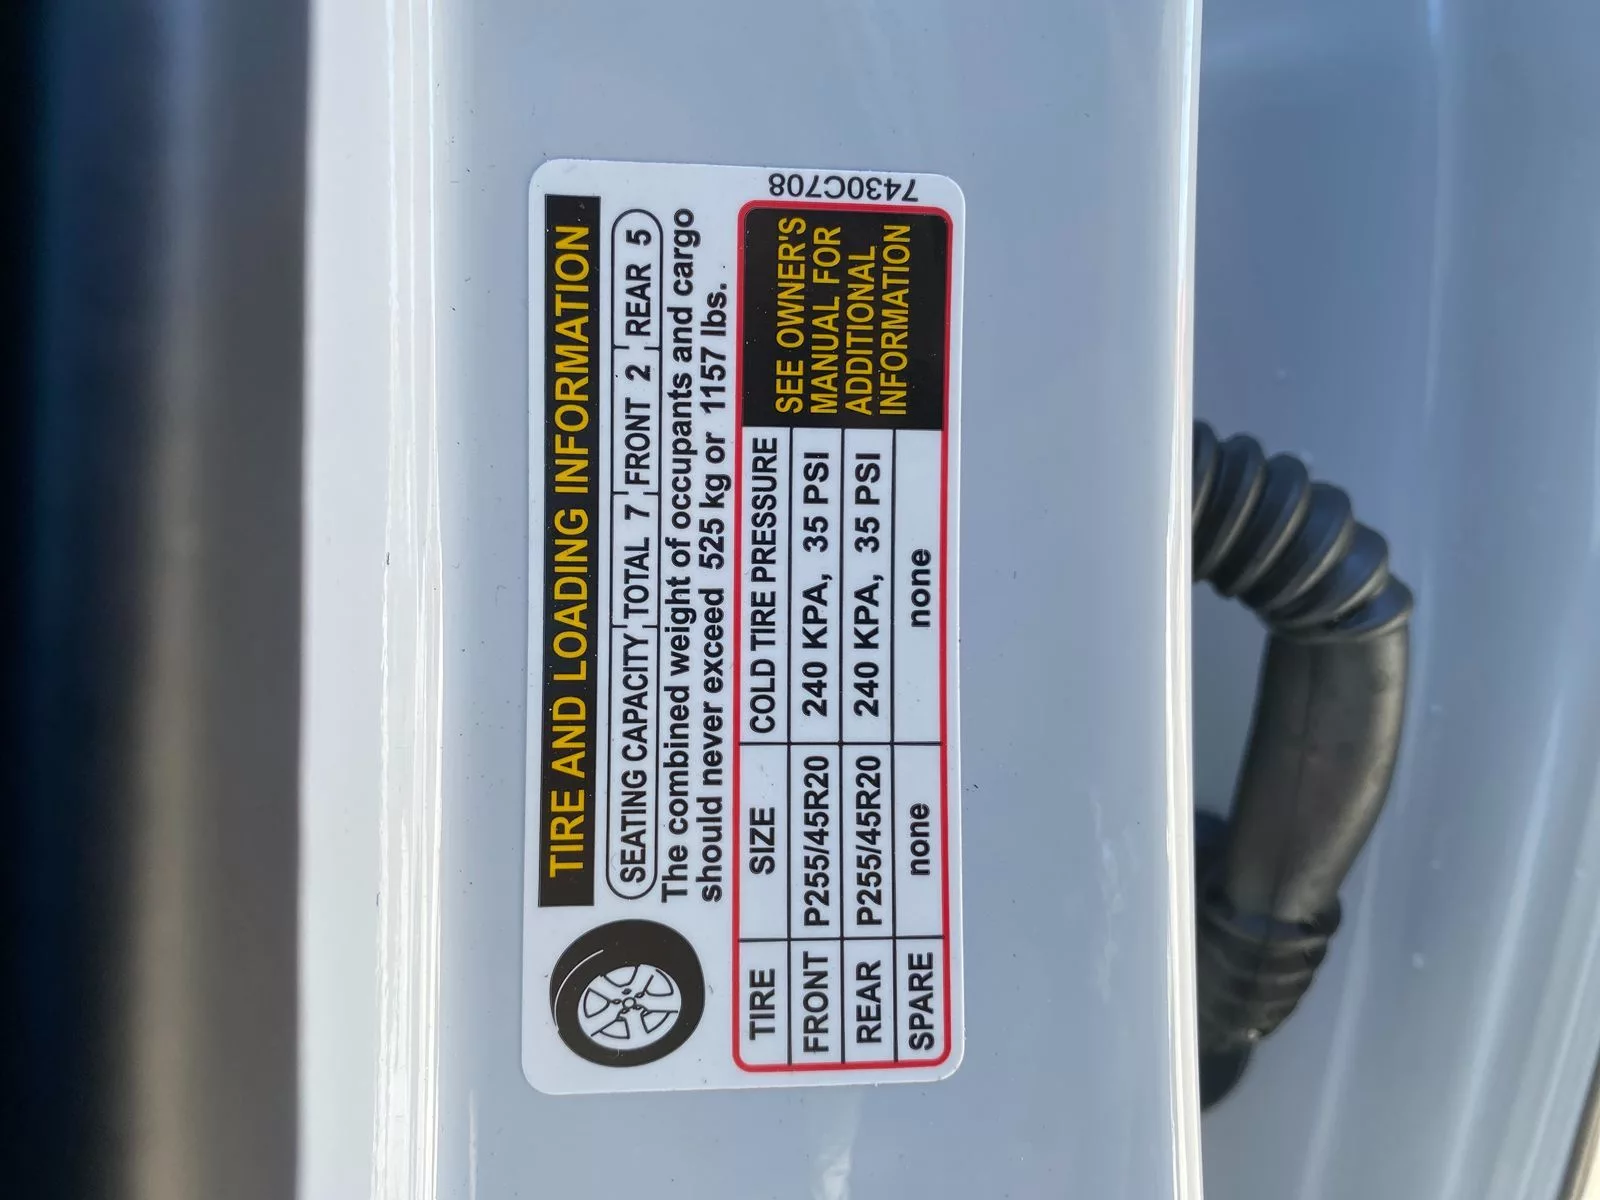 TIRE AND LOADING INFORMATION
SEATING CAPACITY TOTAL 7 FRONT 2 REAR 5
The combined weight of occupants and cargo
should never exceed 525 kg or 1157 lbs.
TIRE SIZE COLD TIRE PRESSURE
FRONT P255/45R20 240 KPA, 35 PSI
REAR P255/45R20 240 KPA, 35 PSI
SPARE none none
SEE OWNER'S
MANUAL FOR
ADDITIONAL
INFORMATION
7430C708